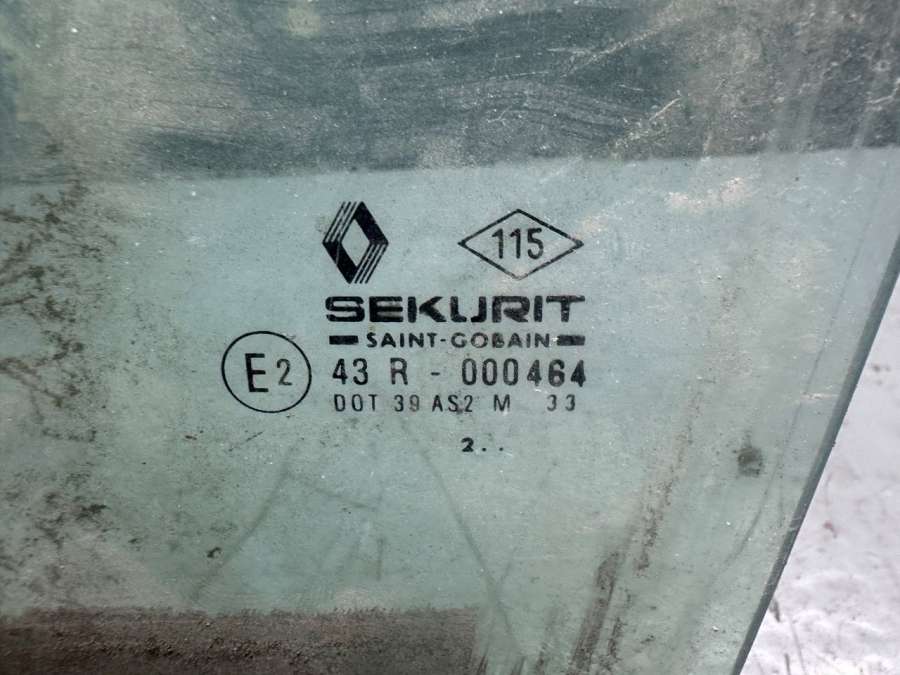 115
SEKURIT
SAINT-GOBAIN
E2 43 R - 000464
DOT 39 AS2 M 33
2..